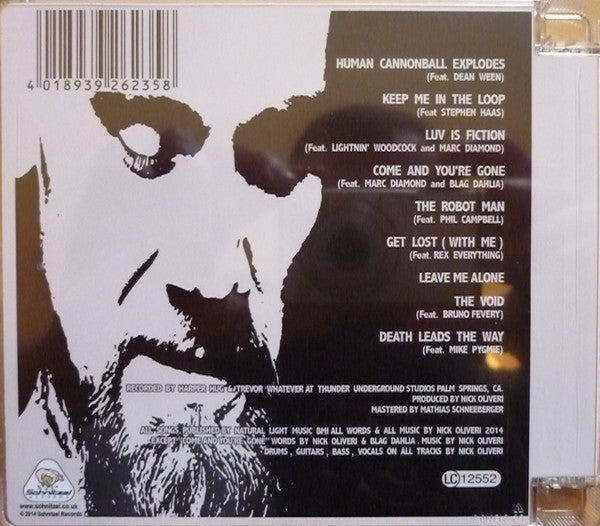 4 018939 262358
HUMAN CANNONBALL EXPLODES
(Feat. DEAN WEEN)
KEEP ME IN THE LOOP
(Feat STEPHEN HAAS)
LUV IS FICTION
(Feat. LIGHTNIN' WOODCOCK and MARC DIAMOND)
COME AND YOU'RE GONE
(Feat. MARC DIAMOND and BLAG DAHLIA)
THE ROBOT MAN
(Feat. PHIL CAMPBELL)
GET LOST ( WITH ME )
(Feat. REX EVERYTHING)
LEAVE ME ALONE
THE VOID
(Feat. BRUNO FEVERY)
DEATH LEADS THE WAY
(Feat. MIKE PYGMIE)
RECORDED BY HARPER HUG & TREVOR WHATEVER AT THUNDER UNDERGROUND STUDIOS PALM SPRINGS, CA.
PRODUCED BY NICK OLIVERI
MASTERED BY MATHIAS SCHNEEBERGER
ALL SONGS PUBLISHED BY NATURAL LIGHT MUSIC BMI ALL WORDS & ALL MUSIC BY NICK OLIVERI 2014
EXCEPT "COME AND YOU'RE GONE" WORDS BY NICK OLIVERI & BLAG DAHLIA. MUSIC BY NICK OLIVERI
DRUMS, GUITARS, BASS, VOCALS ON ALL TRACKS BY NICK OLIVERI
Schnitzel
RECORDS
www.schnitzel.co.uk
© 2014 Schnitzel Records
LC 12552